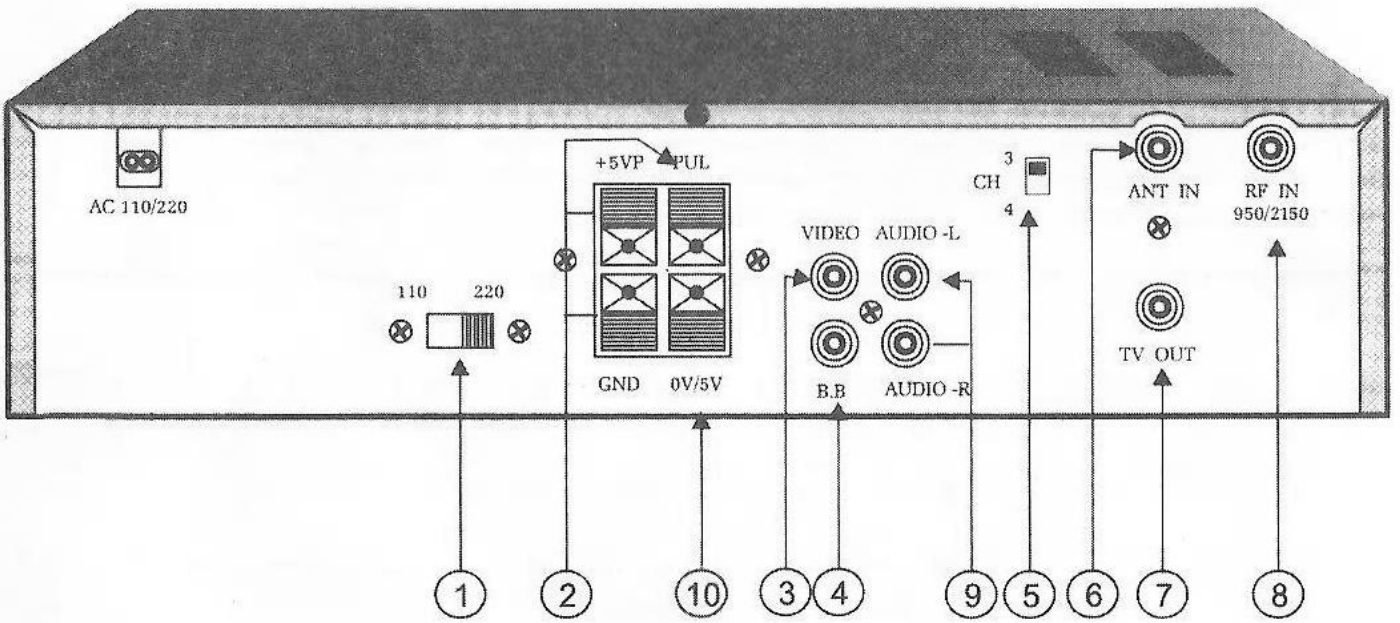 +5VP PUL
AC 110/220
110 220
GND 0V/5V
VIDEO AUDIO -L
B.B AUDIO -R
3
CH
4
ANT IN
RF IN
950/2150
TV OUT
1 2 10 3 4 9 5 6 7 8